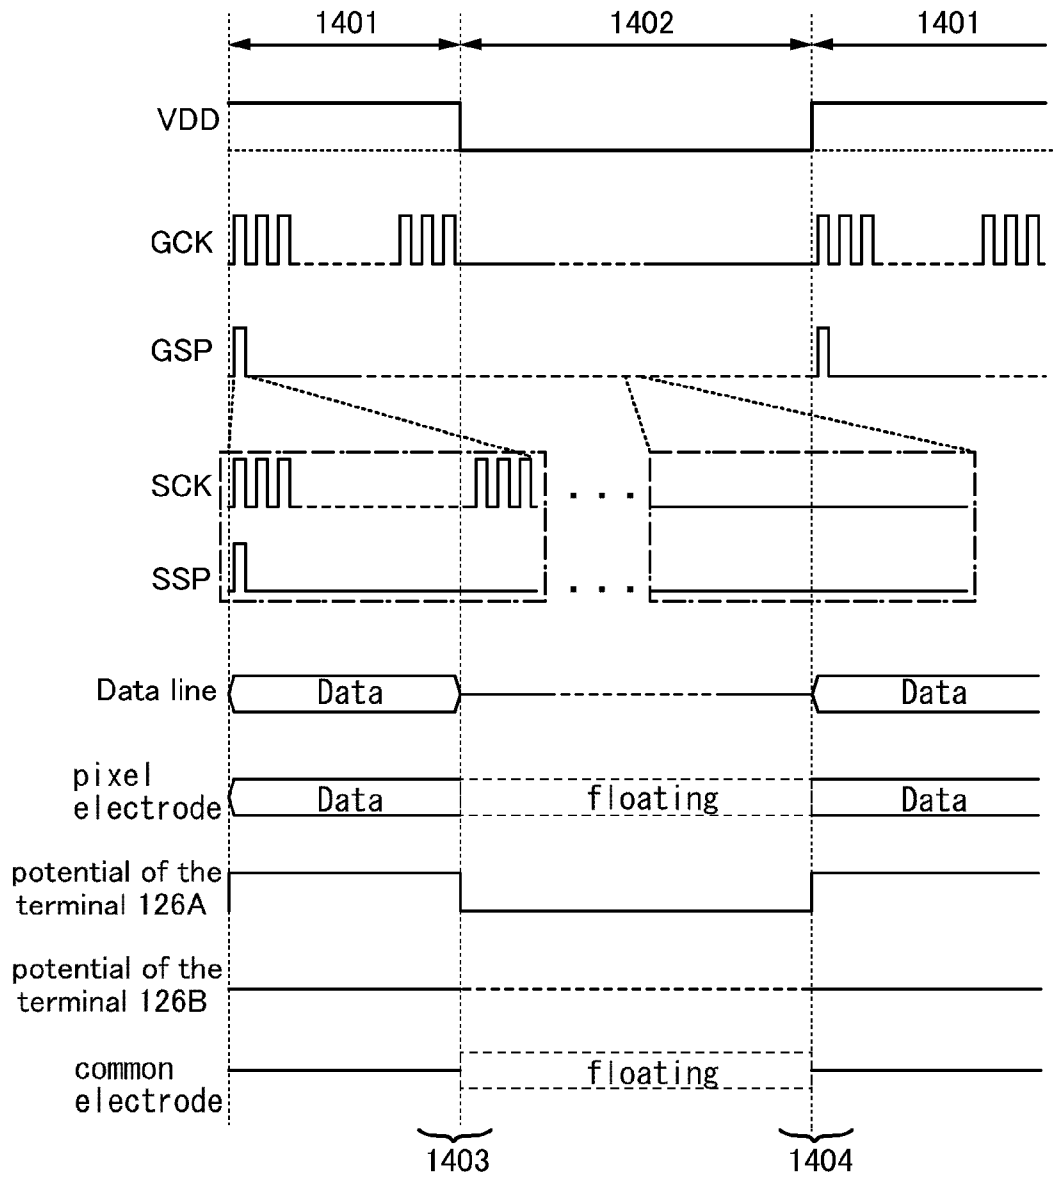 1401
1402
1401
VDD
GCK
GSP
SCK
SSP
Data line
Data
Data
pixel
electrode
Data
floating
Data
potential of the
terminal 126A
potential of the
terminal 126B
common
electrode
floating
1403
1404